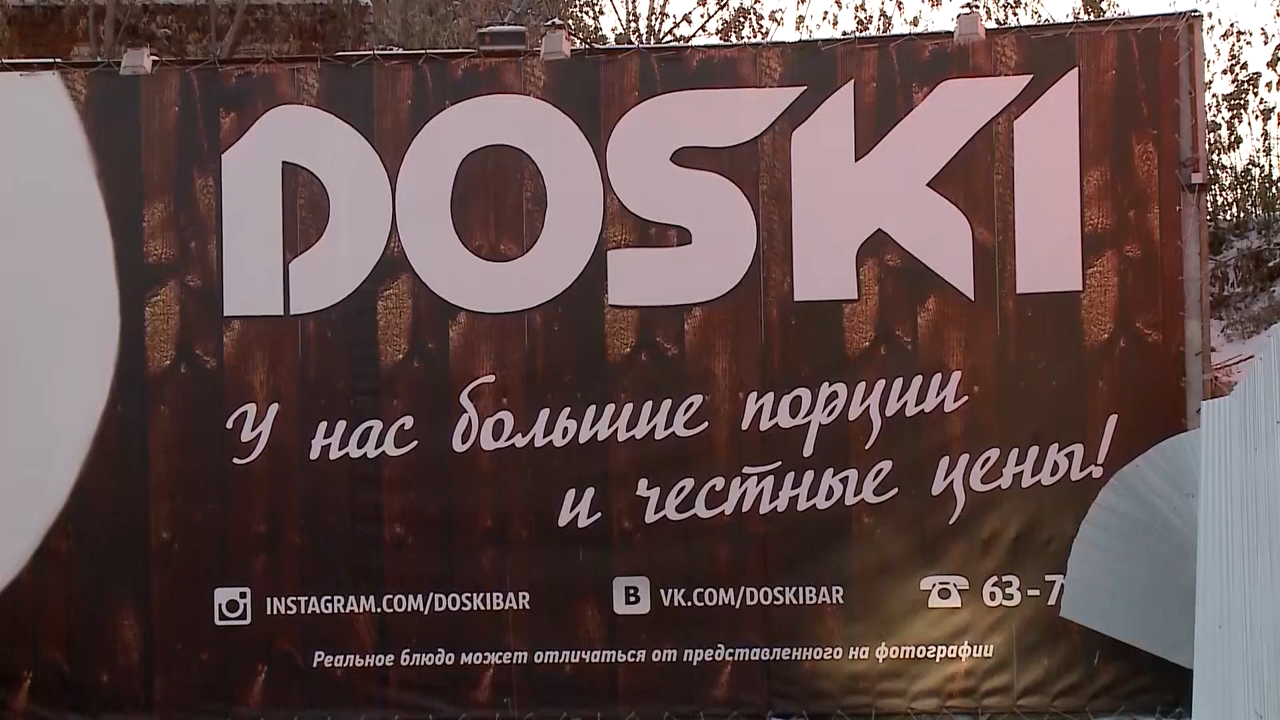 DOSKI
У нас большие порции
и честные цены!
INSTAGRAM.COM/DOSKIBAR VK.COM/DOSKIBAR 63-7
Реальное блюдо может отличаться от представленного на фотографии